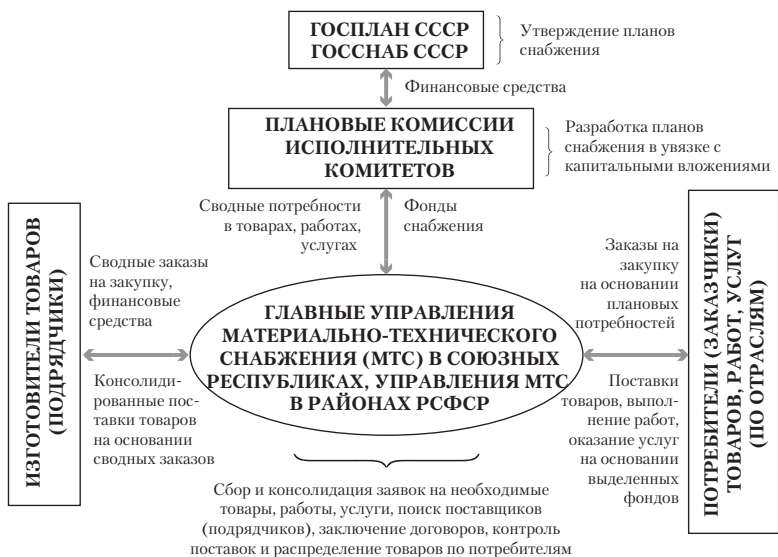 ГОСПЛАН СССР
ГОССНАБ СССР
Утверждение планов
снабжения
Финансовые средства
ПЛАНОВЫЕ КОМИССИИ
ИСПОЛНИТЕЛЬНЫХ
КОМИТЕТОВ
Разработка планов
снабжения в увязке с
капитальными вложениями
Сводные потребности
в товарах, работах,
услугах
Фонды
снабжения
ИЗГОТОВИТЕЛИ ТОВАРОВ
(ПОДРЯДЧИКИ)
Сводные заказы
на закупку,
финансовые
средства
Консолиди-
рованные пос-
тавки товаров
на основании
сводных заказов
ГЛАВНЫЕ УПРАВЛЕНИЯ
МАТЕРИАЛЬНО-ТЕХНИЧЕСКОГО
СНАБЖЕНИЯ (МТС) В СОЮЗНЫХ
РЕСПУБЛИКАХ, УПРАВЛЕНИЯ МТС
В РАЙОНАХ РСФСР
Заказы на
закупку
на основании
плановых
потребностей
Поставки
товаров, выпол-
нение работ,
оказание услуг
на основании
выделенных
фондов
ПОТРЕБИТЕЛИ (ЗАКАЗЧИКИ)
ТОВАРОВ, РАБОТ, УСЛУГ
(ПО ОТРАСЛЯМ)
Сбор и консолидация заявок на необходимые
товары, работы, услуги, поиск поставщиков
(подрядчиков), заключение договоров, контроль
поставок и распределение товаров по потребителям